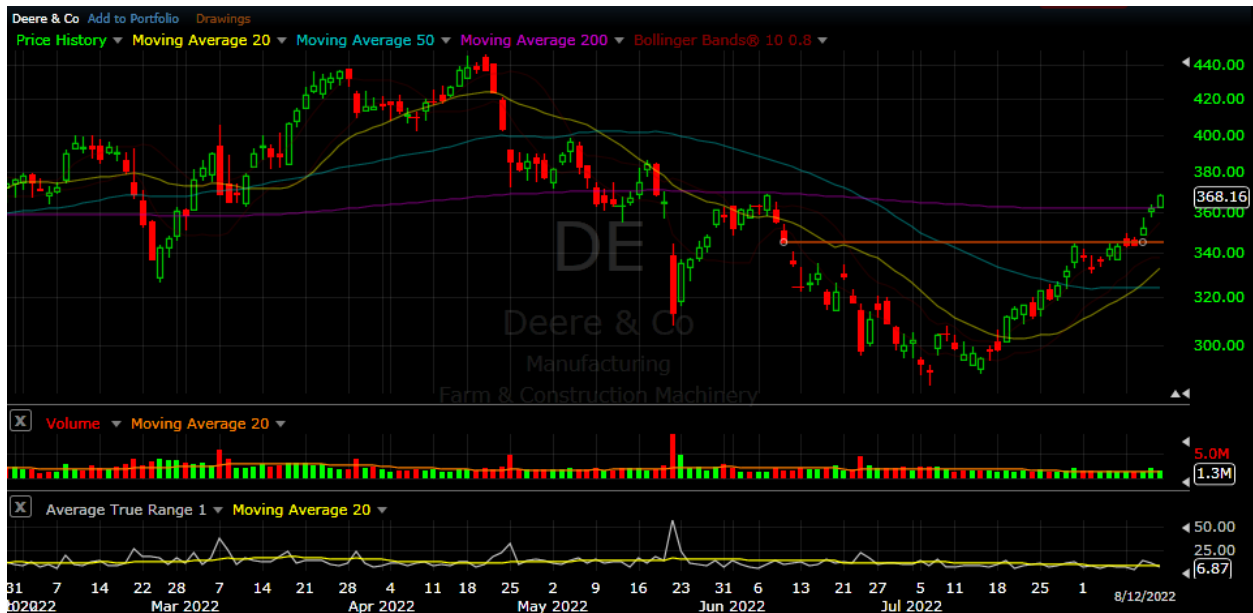 Deere & Co Add to Portfolio Drawings
Price History Moving Average 20 Moving Average 50 Moving Average 200 Bollinger Bands® 10 0.8
440.00
420.00
400.00
380.00
368.16
360.00
340.00
320.00
300.00
DE
Deere & Co
Manufacturing
Farm & Construction Machinery
X Volume Moving Average 20
5.0M
1.3M
X Average True Range 1 Moving Average 20
50.00
25.00
6.87
31 7 14 22 28 7 14 21 28 4 11 18 25 2 9 16 23 31 6 13 21 27 5 11 18 25 1 8/12/2022
Mar 2022 Apr 2022 May 2022 Jun 2022 Jul 2022